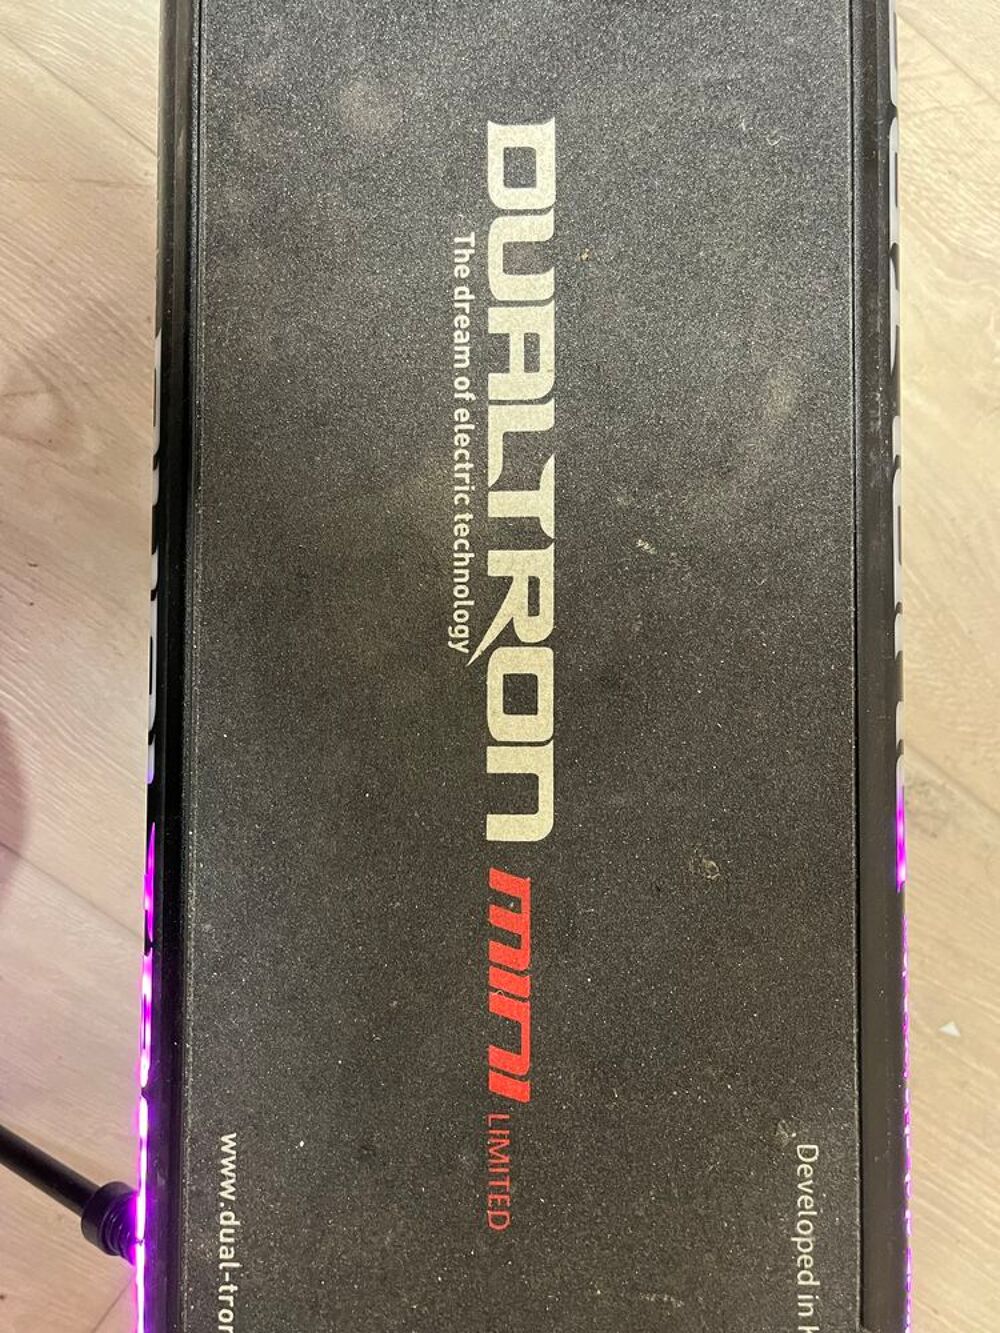 Developed in
DUALTRON MINI LIMITED
The dream of electric technology
www.dual-tron